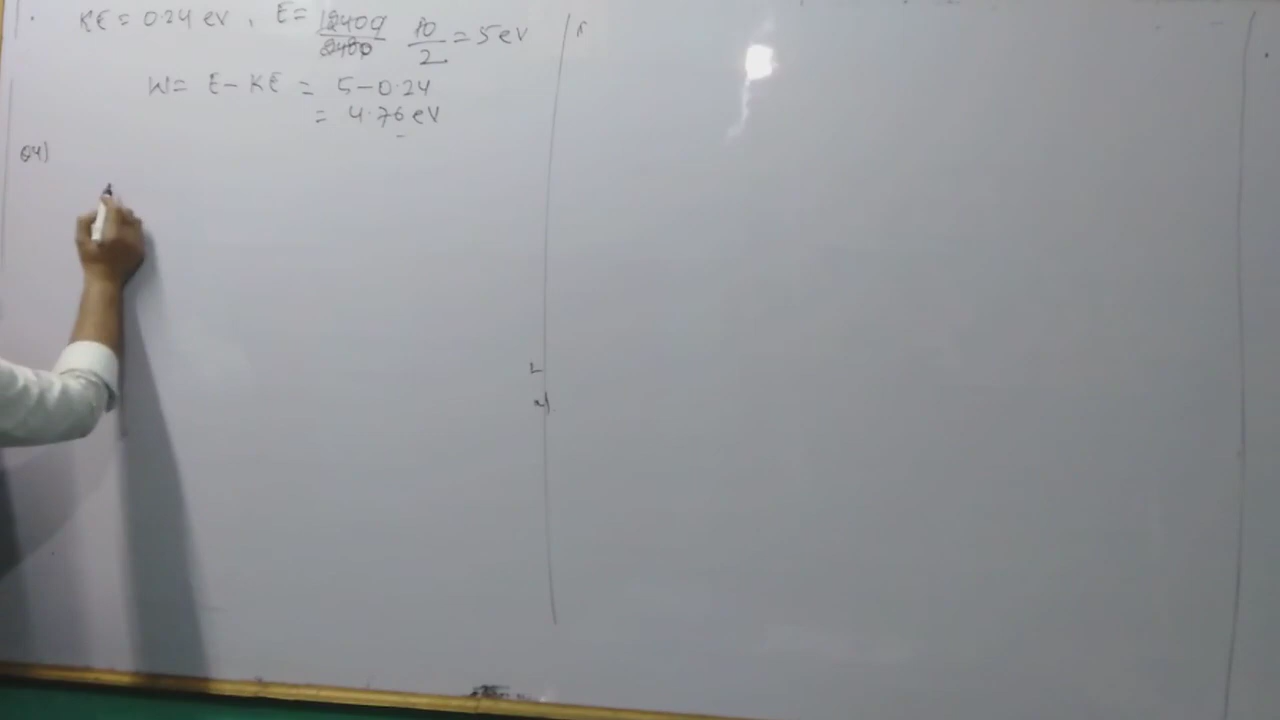 KE = 0.24 eV , E = 12400/2480 10/2 = 5 eV
W = E - KE = 5 - 0.24
= 4.76 eV
Q4)